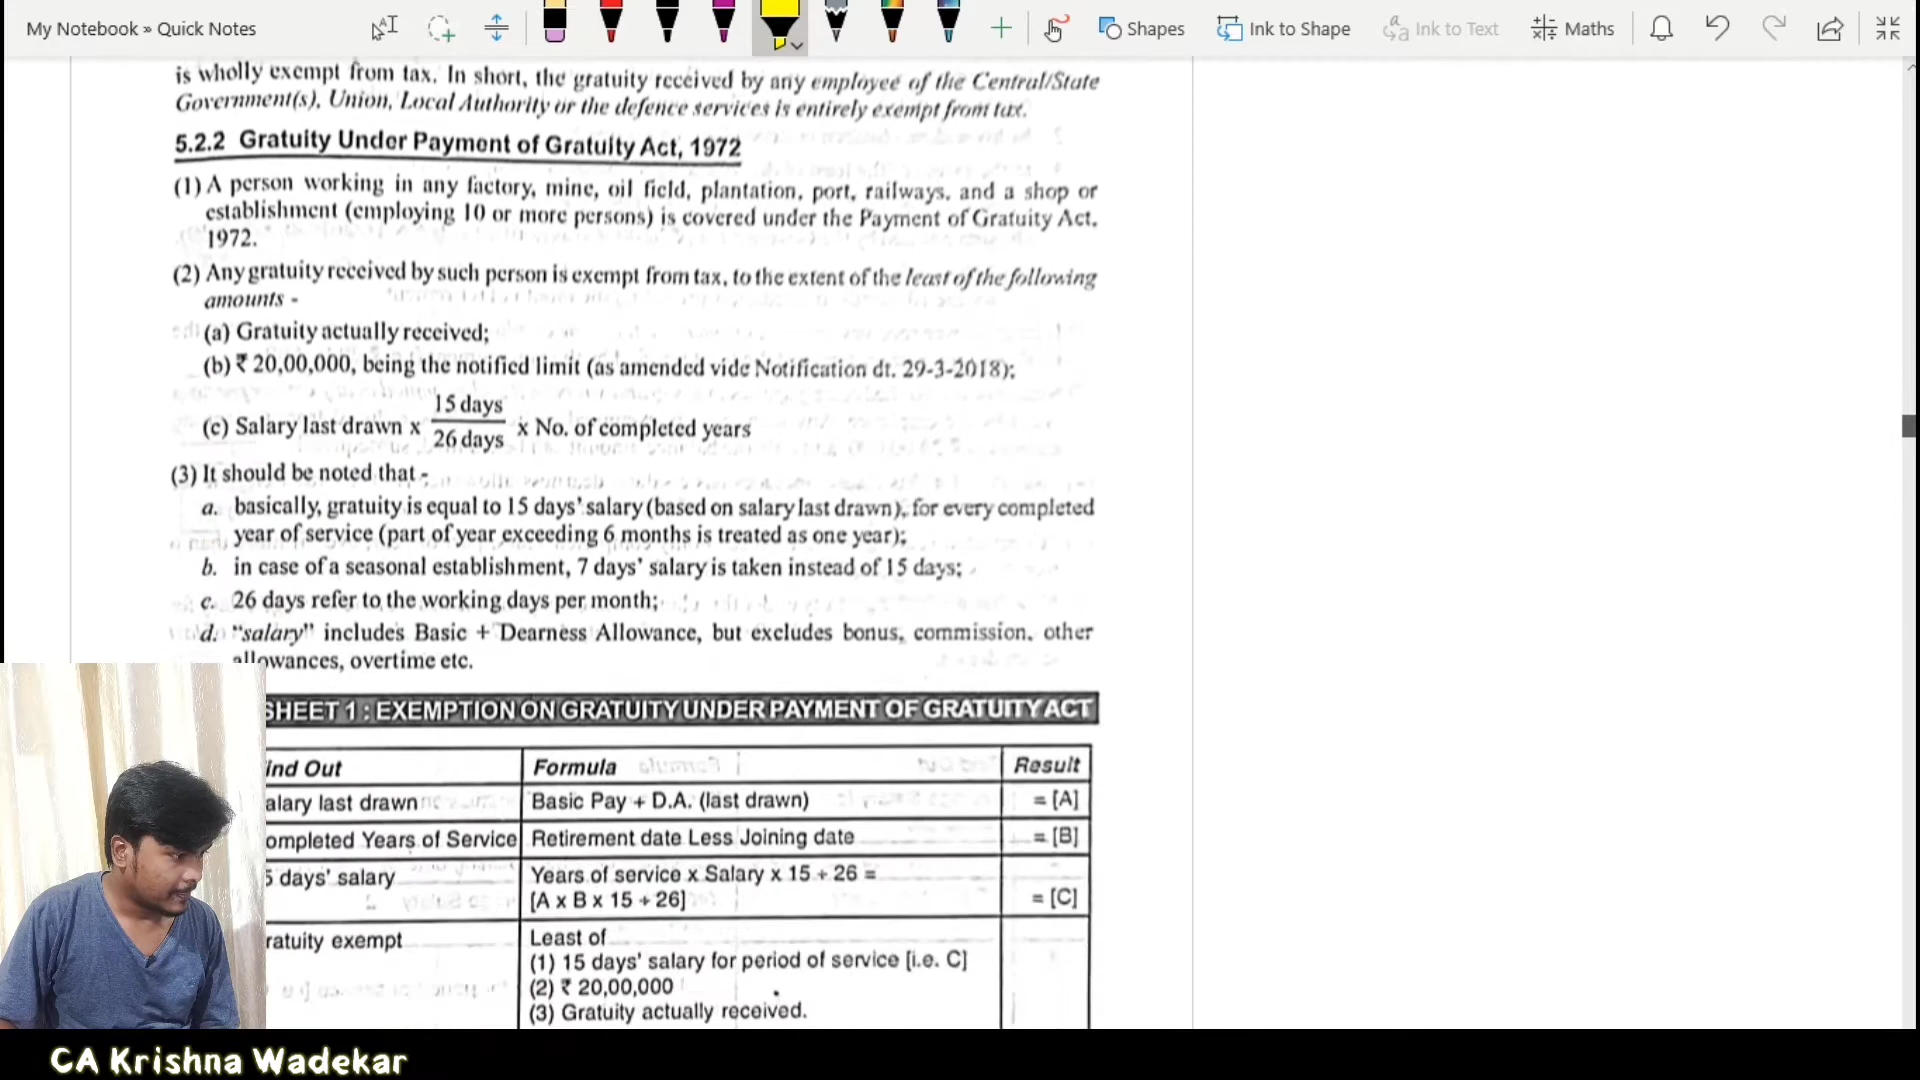 My Notebook » Quick Notes
Shapes
Ink to Shape
Ink to Text
Maths
is wholly exempt from tax. In short, the gratuity received by any employee of the Central/State
Government(s), Union, Local Authority or the defence services is entirely exempt from tax.
5.2.2 Gratuity Under Payment of Gratuity Act, 1972
(1) A person working in any factory, mine, oil field, plantation, port, railways, and a shop or
establishment (employing 10 or more persons) is covered under the Payment of Gratuity Act,
1972.
(2) Any gratuity received by such person is exempt from tax, to the extent of the least of the following
amounts -
(a) Gratuity actually received;
(b) ₹ 20,00,000, being the notified limit (as amended vide Notification dt. 29-3-2018);
(c) Salary last drawn x 15 days / 26 days x No. of completed years
(3) It should be noted that -
a. basically, gratuity is equal to 15 days' salary (based on salary last drawn), for every completed
year of service (part of year exceeding 6 months is treated as one year);
b. in case of a seasonal establishment, 7 days' salary is taken instead of 15 days;
c. 26 days refer to the working days per month;
d. "salary" includes Basic + Dearness Allowance, but excludes bonus, commission, other
allowances, overtime etc.
SHEET 1 : EXEMPTION ON GRATUITY UNDER PAYMENT OF GRATUITY ACT
ind Out Formula Result
alary last drawn Basic Pay + D.A. (last drawn) = [A]
ompleted Years of Service Retirement date Less Joining date = [B]
5 days' salary Years of service x Salary x 15 ÷ 26 =
[A x B x 15 ÷ 26] = [C]
ratuity exempt Least of
(1) 15 days' salary for period of service [i.e. C]
(2) ₹ 20,00,000
(3) Gratuity actually received.
CA Krishna Wadekar